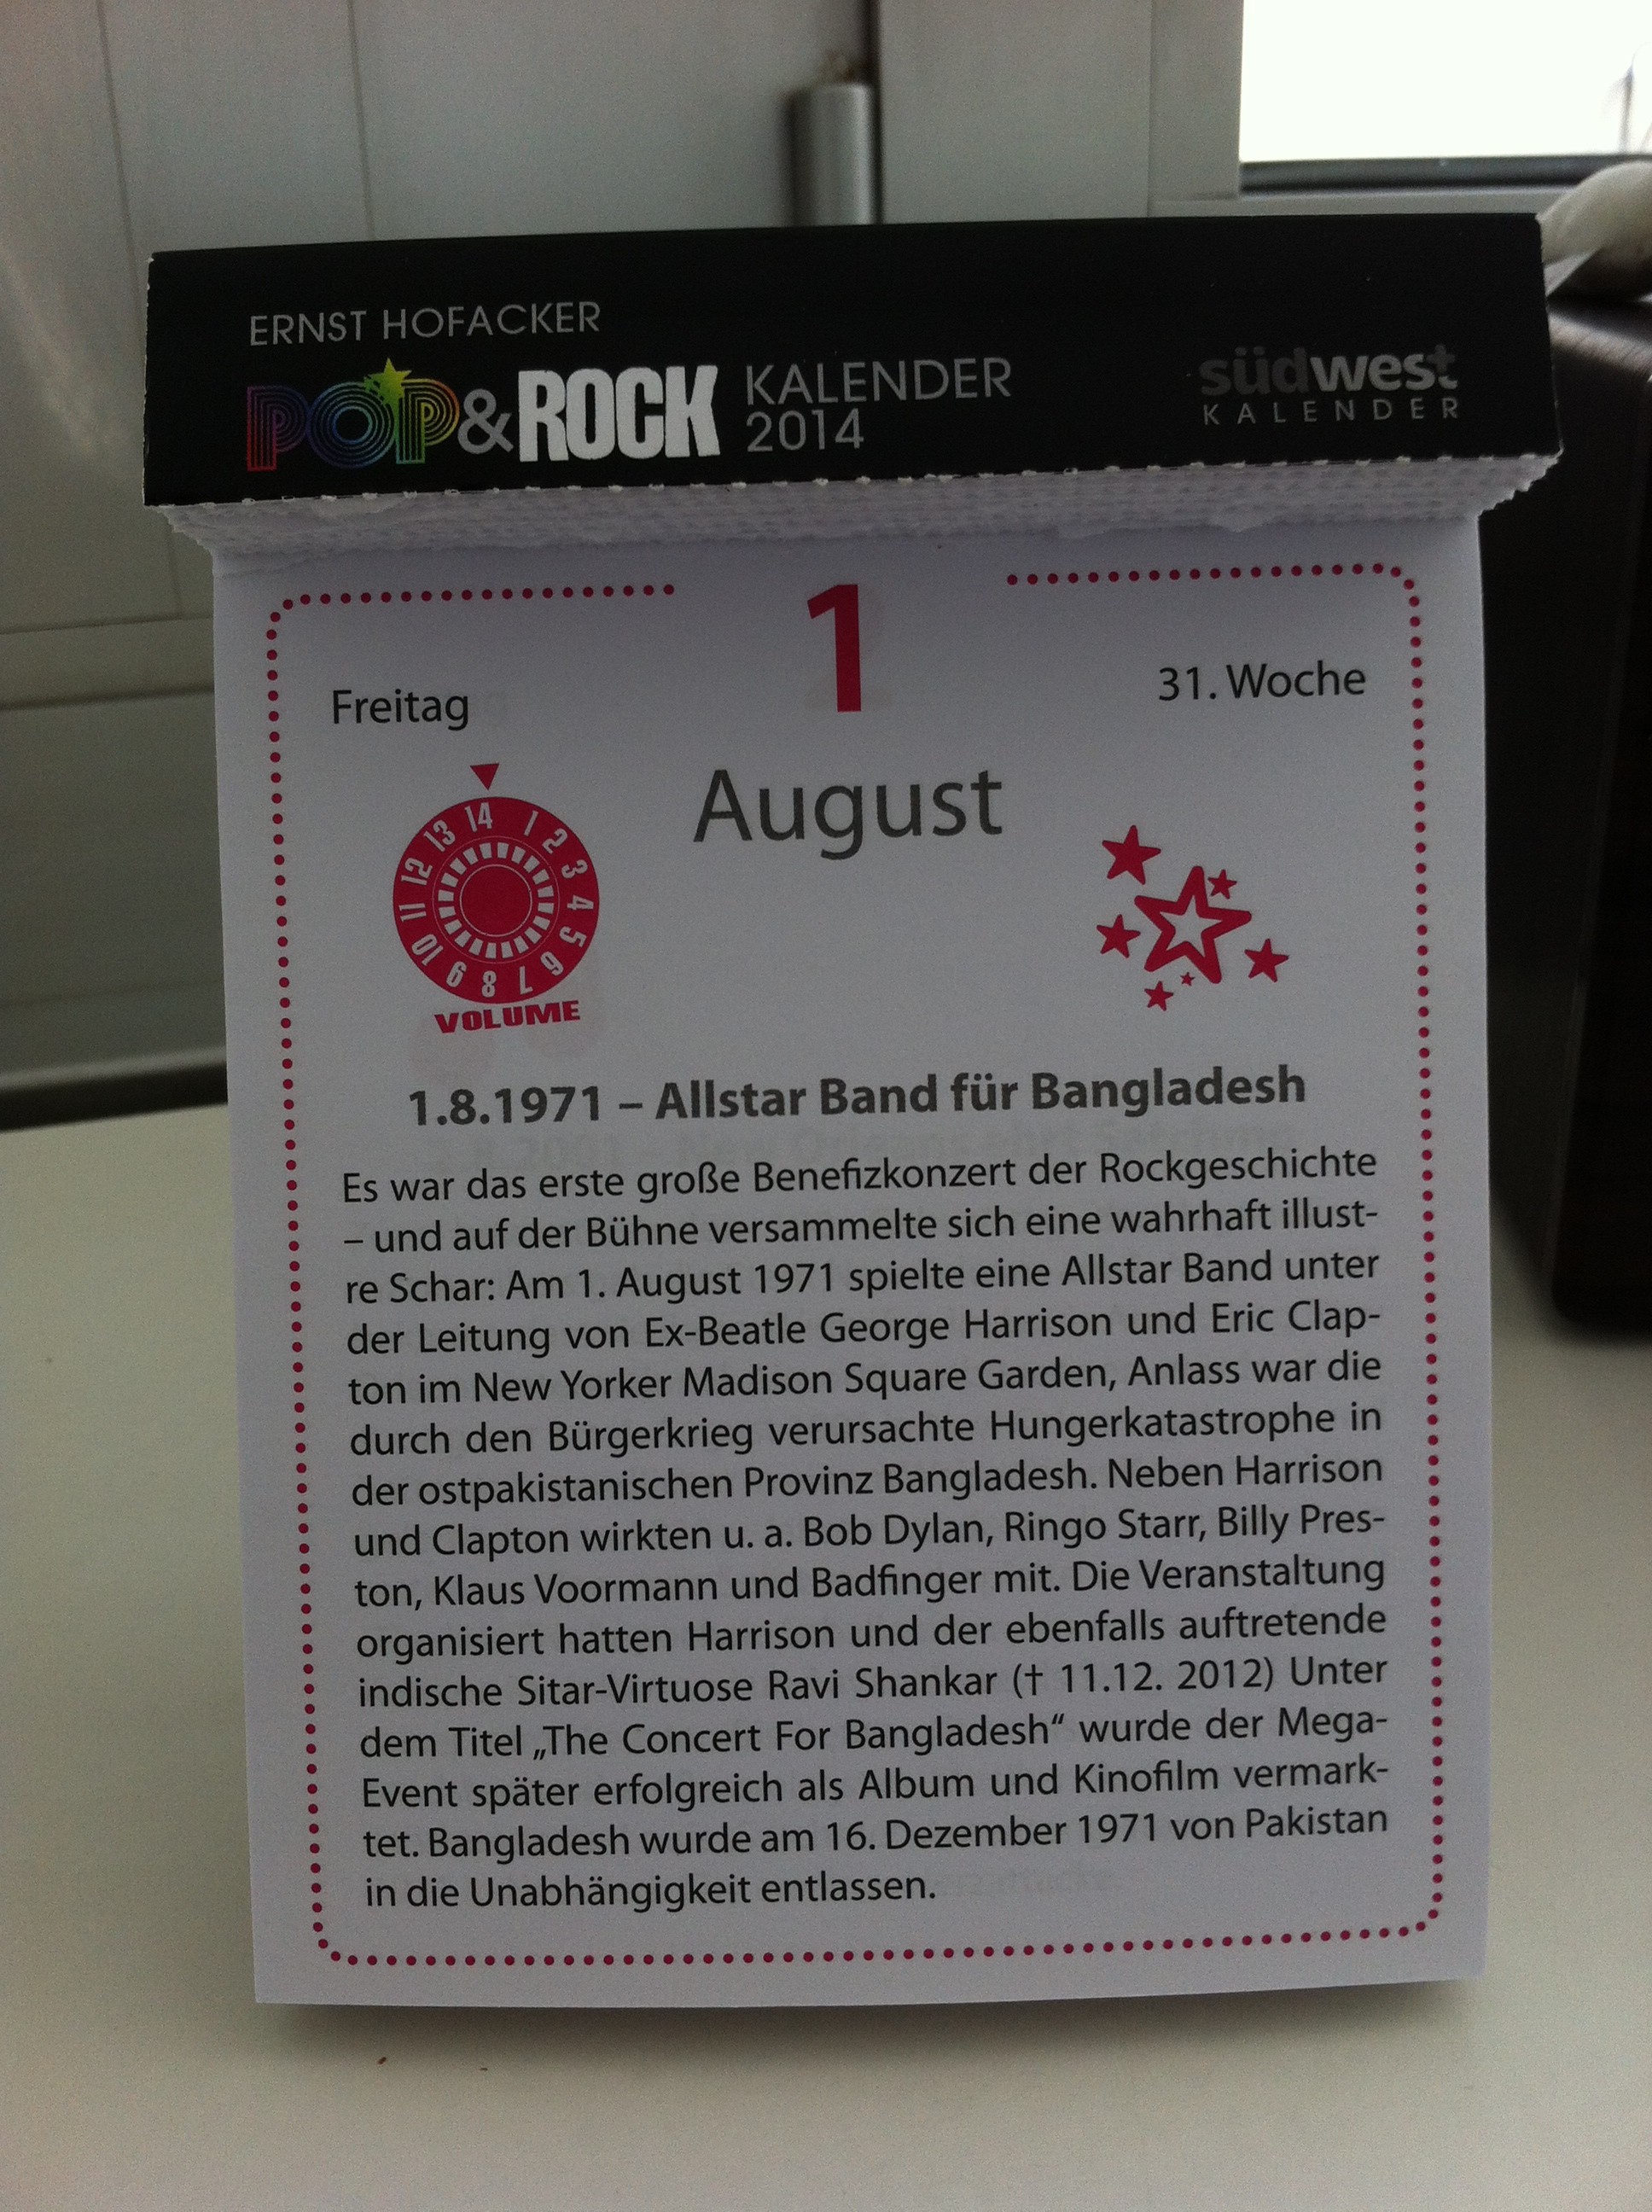 ERNST HOFACKER
POP&ROCK KALENDER 2014
südwest
KALENDER
1
Freitag
31. Woche
August
14 1 2 3 4 5 6 7 8 9 10 11 12 13
VOLUME
1.8.1971 – Allstar Band für Bangladesh
Es war das erste große Benefizkonzert der Rockgeschichte
– und auf der Bühne versammelte sich eine wahrhaft illust-
re Schar: Am 1. August 1971 spielte eine Allstar Band unter
der Leitung von Ex-Beatle George Harrison und Eric Clap-
ton im New Yorker Madison Square Garden, Anlass war die
durch den Bürgerkrieg verursachte Hungerkatastrophe in
der ostpakistanischen Provinz Bangladesh. Neben Harrison
und Clapton wirkten u. a. Bob Dylan, Ringo Starr, Billy Pres-
ton, Klaus Voormann und Badfinger mit. Die Veranstaltung
organisiert hatten Harrison und der ebenfalls auftretende
indische Sitar-Virtuose Ravi Shankar († 11.12. 2012) Unter
dem Titel „The Concert For Bangladesh“ wurde der Mega-
Event später erfolgreich als Album und Kinofilm vermark-
tet. Bangladesh wurde am 16. Dezember 1971 von Pakistan
in die Unabhängigkeit entlassen.